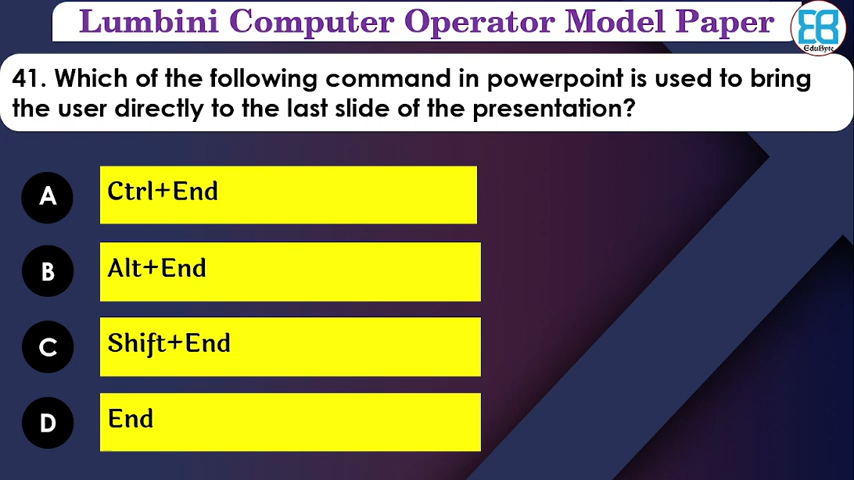 Lumbini Computer Operator Model Paper
EduByte
41. Which of the following command in powerpoint is used to bring
the user directly to the last slide of the presentation?
A Ctrl+End
B Alt+End
C Shift+End
D End